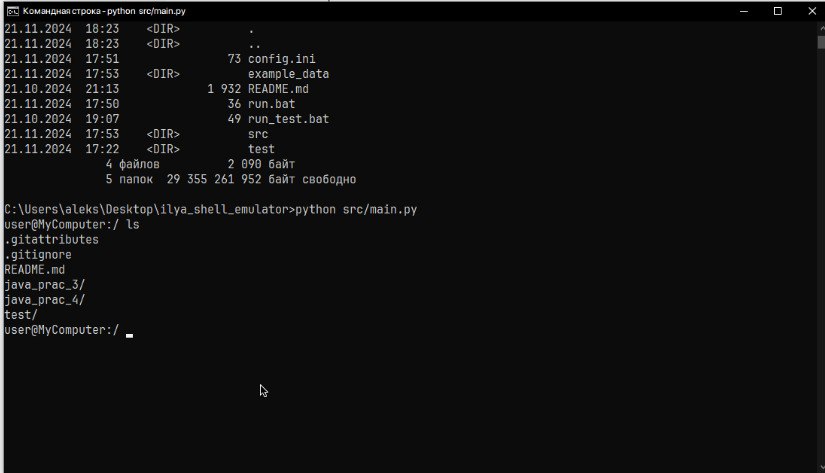 Командная строка - python src/main.py
21.11.2024 18:23 <DIR> .
21.11.2024 18:23 <DIR> ..
21.11.2024 17:51 73 config.ini
21.11.2024 17:53 <DIR> example_data
21.10.2024 21:13 1 932 README.md
21.11.2024 17:50 36 run.bat
21.10.2024 19:07 49 run_test.bat
21.11.2024 17:53 <DIR> src
21.11.2024 17:22 <DIR> test
4 файлов 2 090 байт
5 папок 29 355 261 952 байт свободно
C:\Users\aleks\Desktop\ilya_shell_emulator>python src/main.py
user@MyComputer:/ ls
.gitattributes
.gitignore
README.md
java_prac_3/
java_prac_4/
test/
user@MyComputer:/